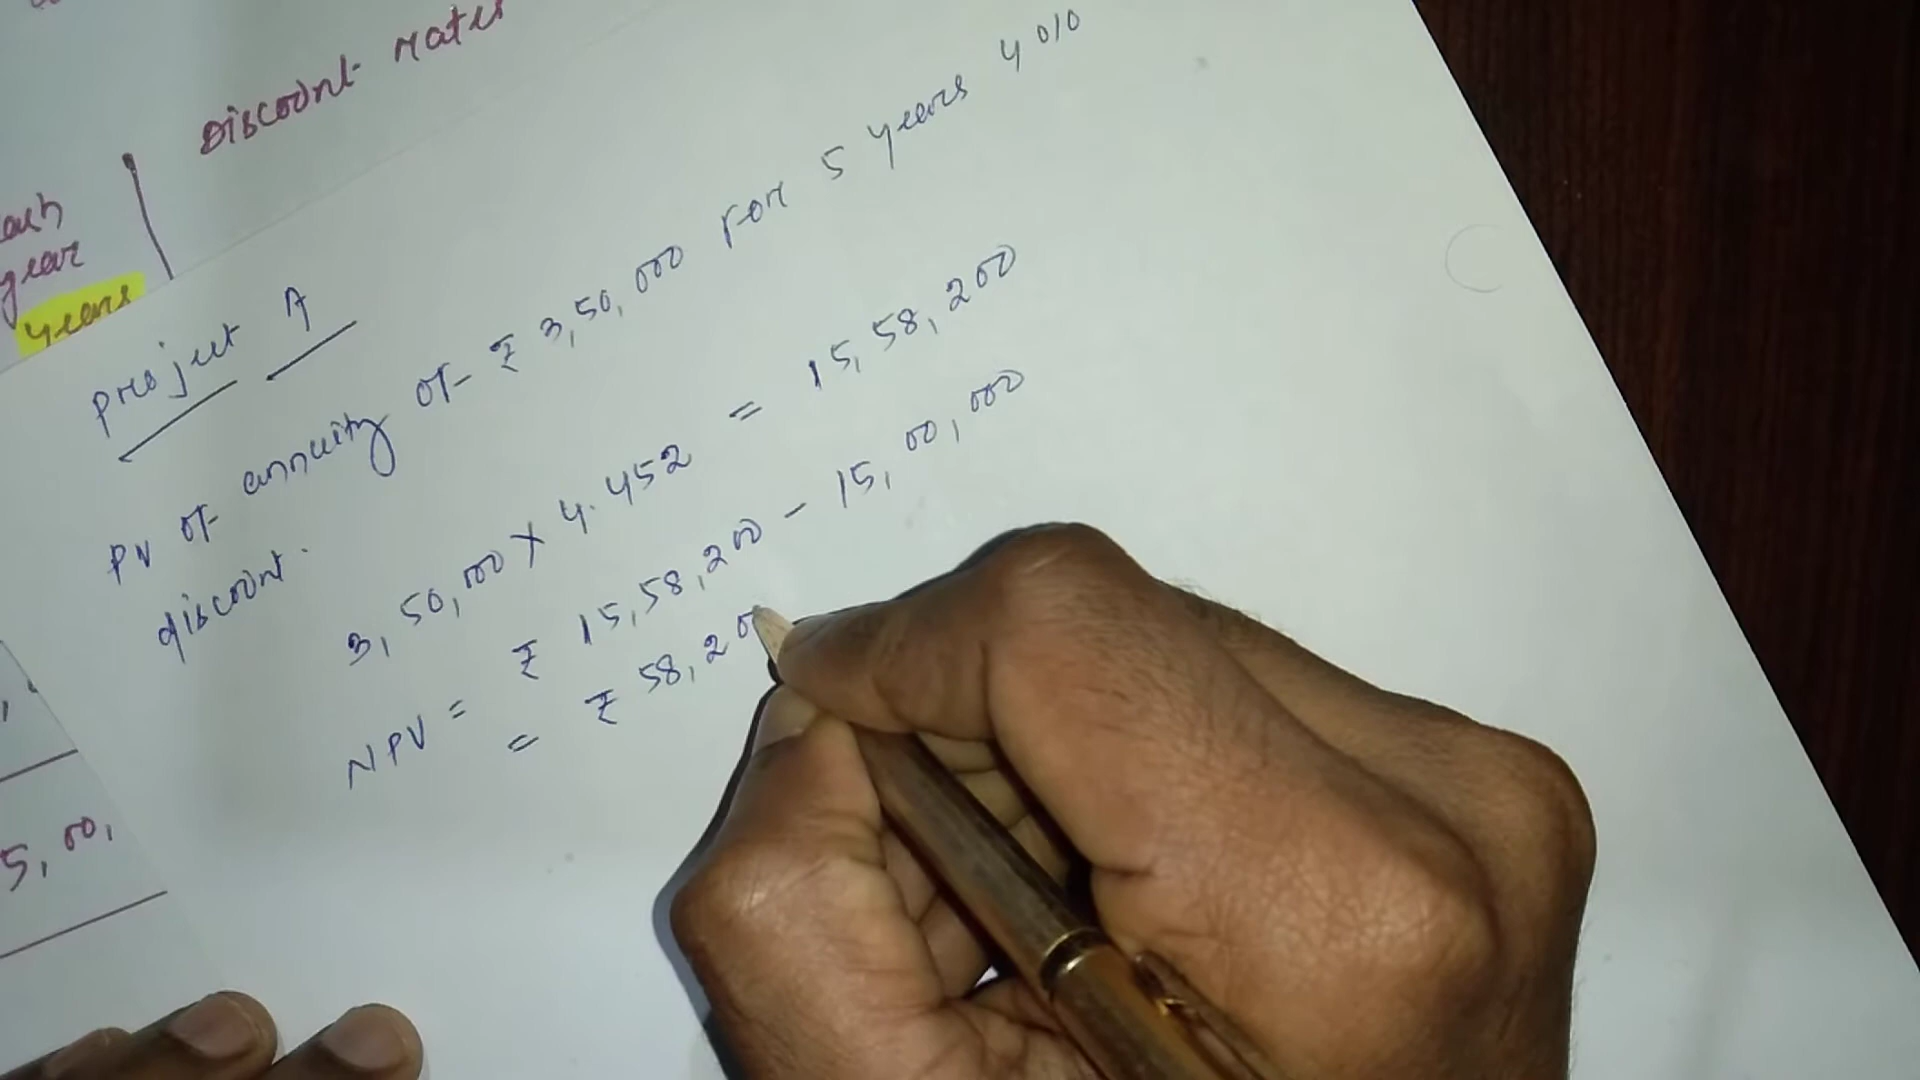 Discount rates
each
year
years
project A
PV of annuity of ₹ 3,50,000 for 5 years 4%
discount.
3,50,000 × 4.452 = 15,58,200
NPV = ₹ 15,58,200 - 15,00,000
= ₹ 58,200
5,00,